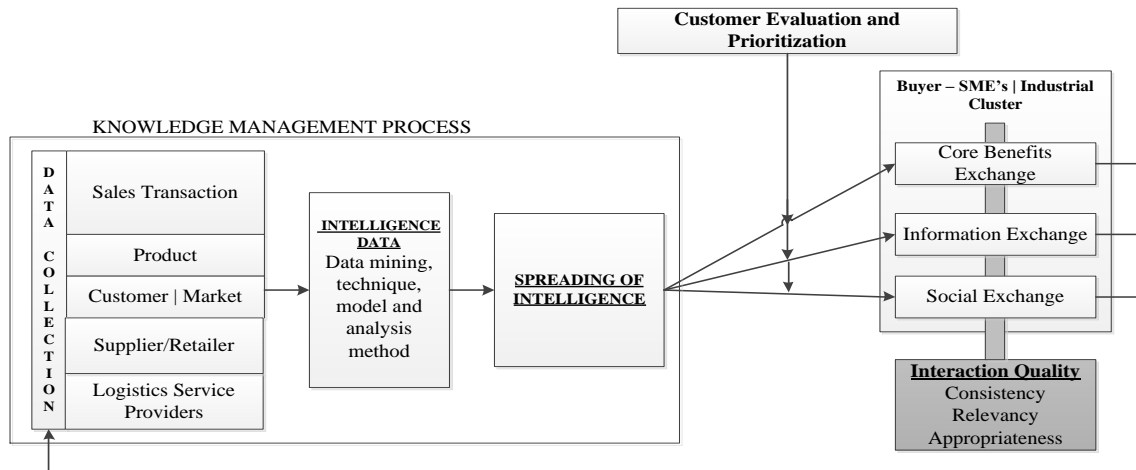 Customer Evaluation and
Prioritization
Buyer – SME's | Industrial
Cluster
KNOWLEDGE MANAGEMENT PROCESS
DATA COLLECTION
Sales Transaction
Product
Customer | Market
Supplier/Retailer
Logistics Service
Providers
INTELLIGENCE
DATA
Data mining,
technique,
model and
analysis
method
SPREADING OF
INTELLIGENCE
Core Benefits
Exchange
Information Exchange
Social Exchange
Interaction Quality
Consistency
Relevancy
Appropriateness